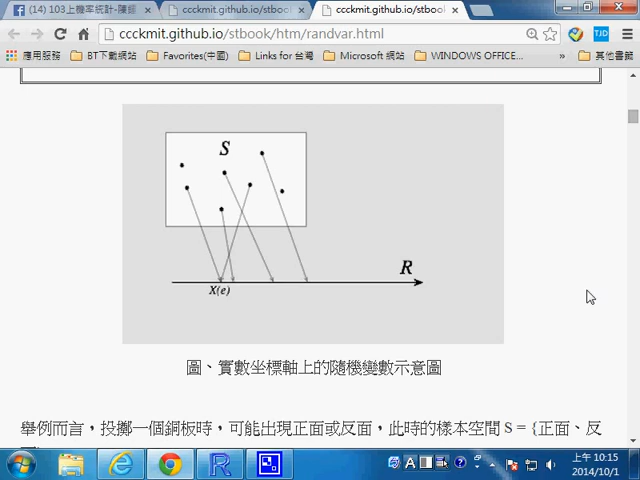 (14) 103上機率統計-陳鍾
ccckmit.github.io/stbook
ccckmit.github.io/stbook/
ccckmit.github.io/stbook/htm/randvar.html
應用服務
BT下載網站
Favorites(中國)
Links for 台灣
Microsoft 網站
WINDOWS OFFICE...
»
其他書籤
S
R
X(e)
圖、實數坐標軸上的隨機變數示意圖
舉例而言，投擲一個銅板時，可能出現正面或反面，此時的樣本空間 S = {正面、反
上午 10:15
2014/10/1